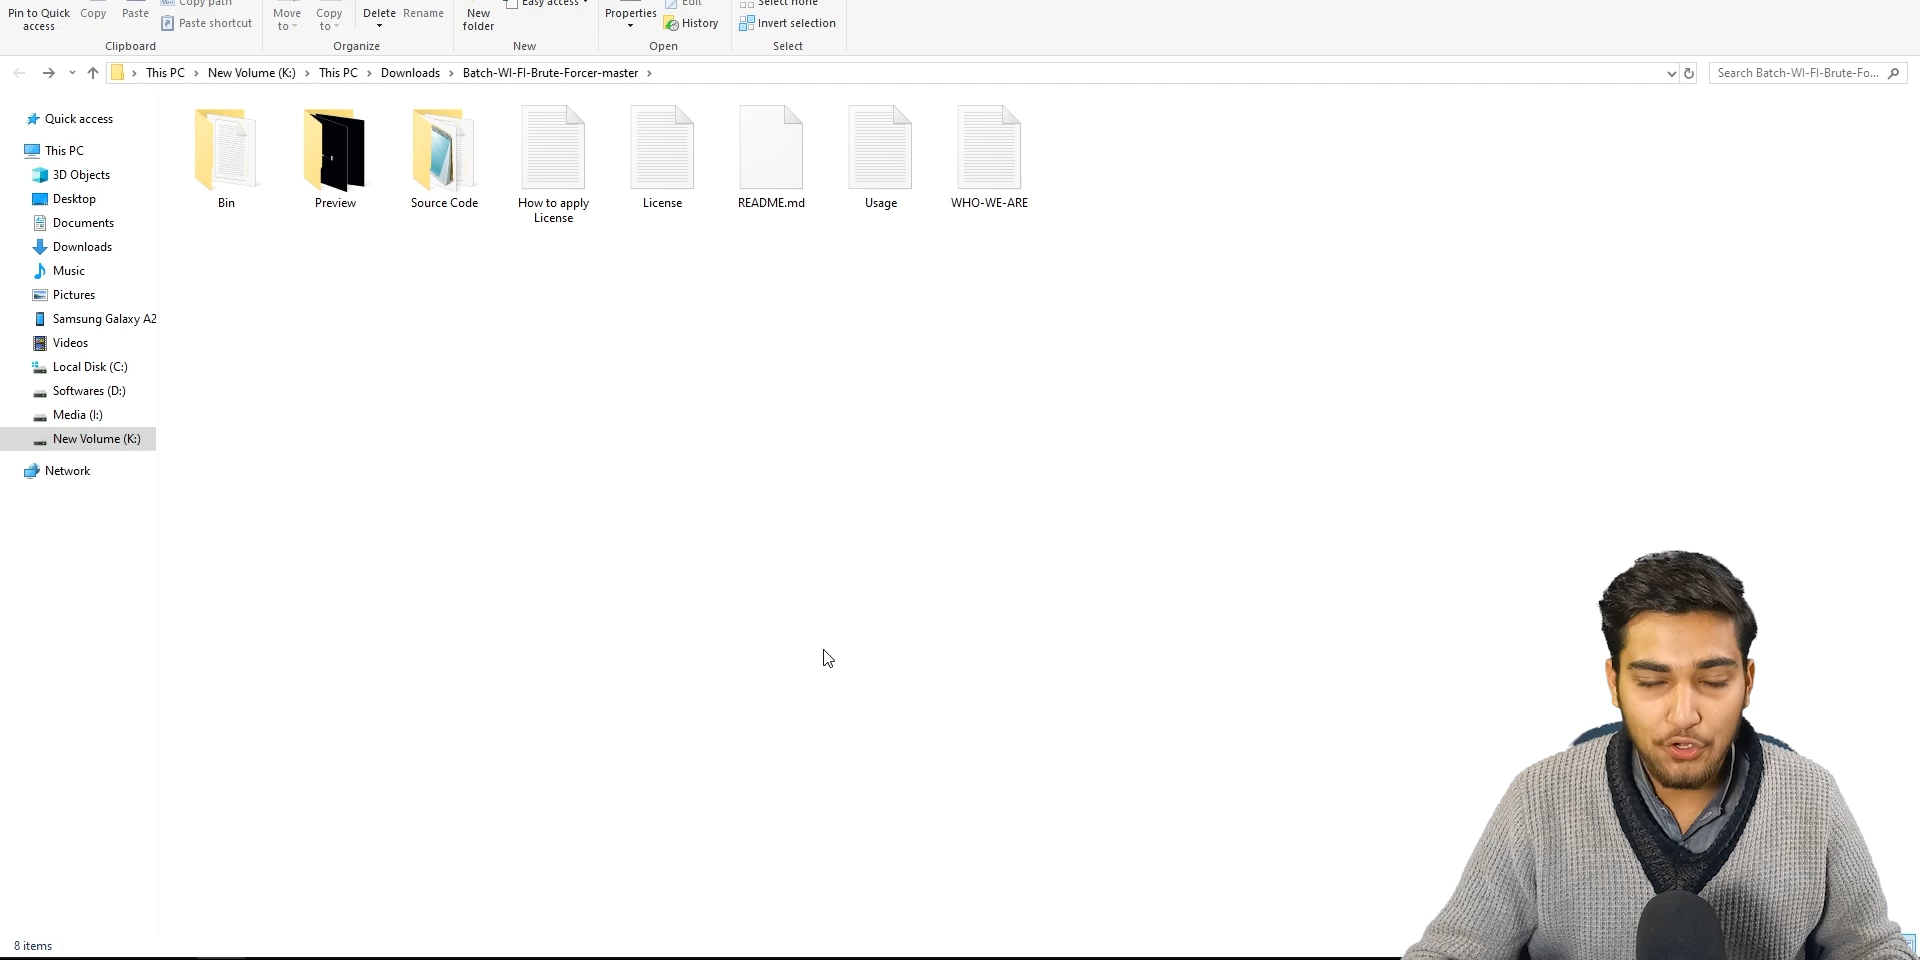 Copy path
Easy access
Edit
Select none
Pin to Quick access
Copy
Paste
Paste shortcut
Move to
Copy to
Delete
Rename
New folder
Properties
History
Invert selection
Clipboard
Organize
New
Open
Select
This PC
New Volume (K:)
This PC
Downloads
Batch-WI-FI-Brute-Forcer-master
Search Batch-WI-FI-Brute-Fo...
Quick access
This PC
3D Objects
Desktop
Documents
Downloads
Music
Pictures
Samsung Galaxy A2
Videos
Local Disk (C:)
Softwares (D:)
Media (I:)
New Volume (K:)
Network
Bin
Preview
Source Code
How to apply
License
License
README.md
Usage
WHO-WE-ARE
8 items